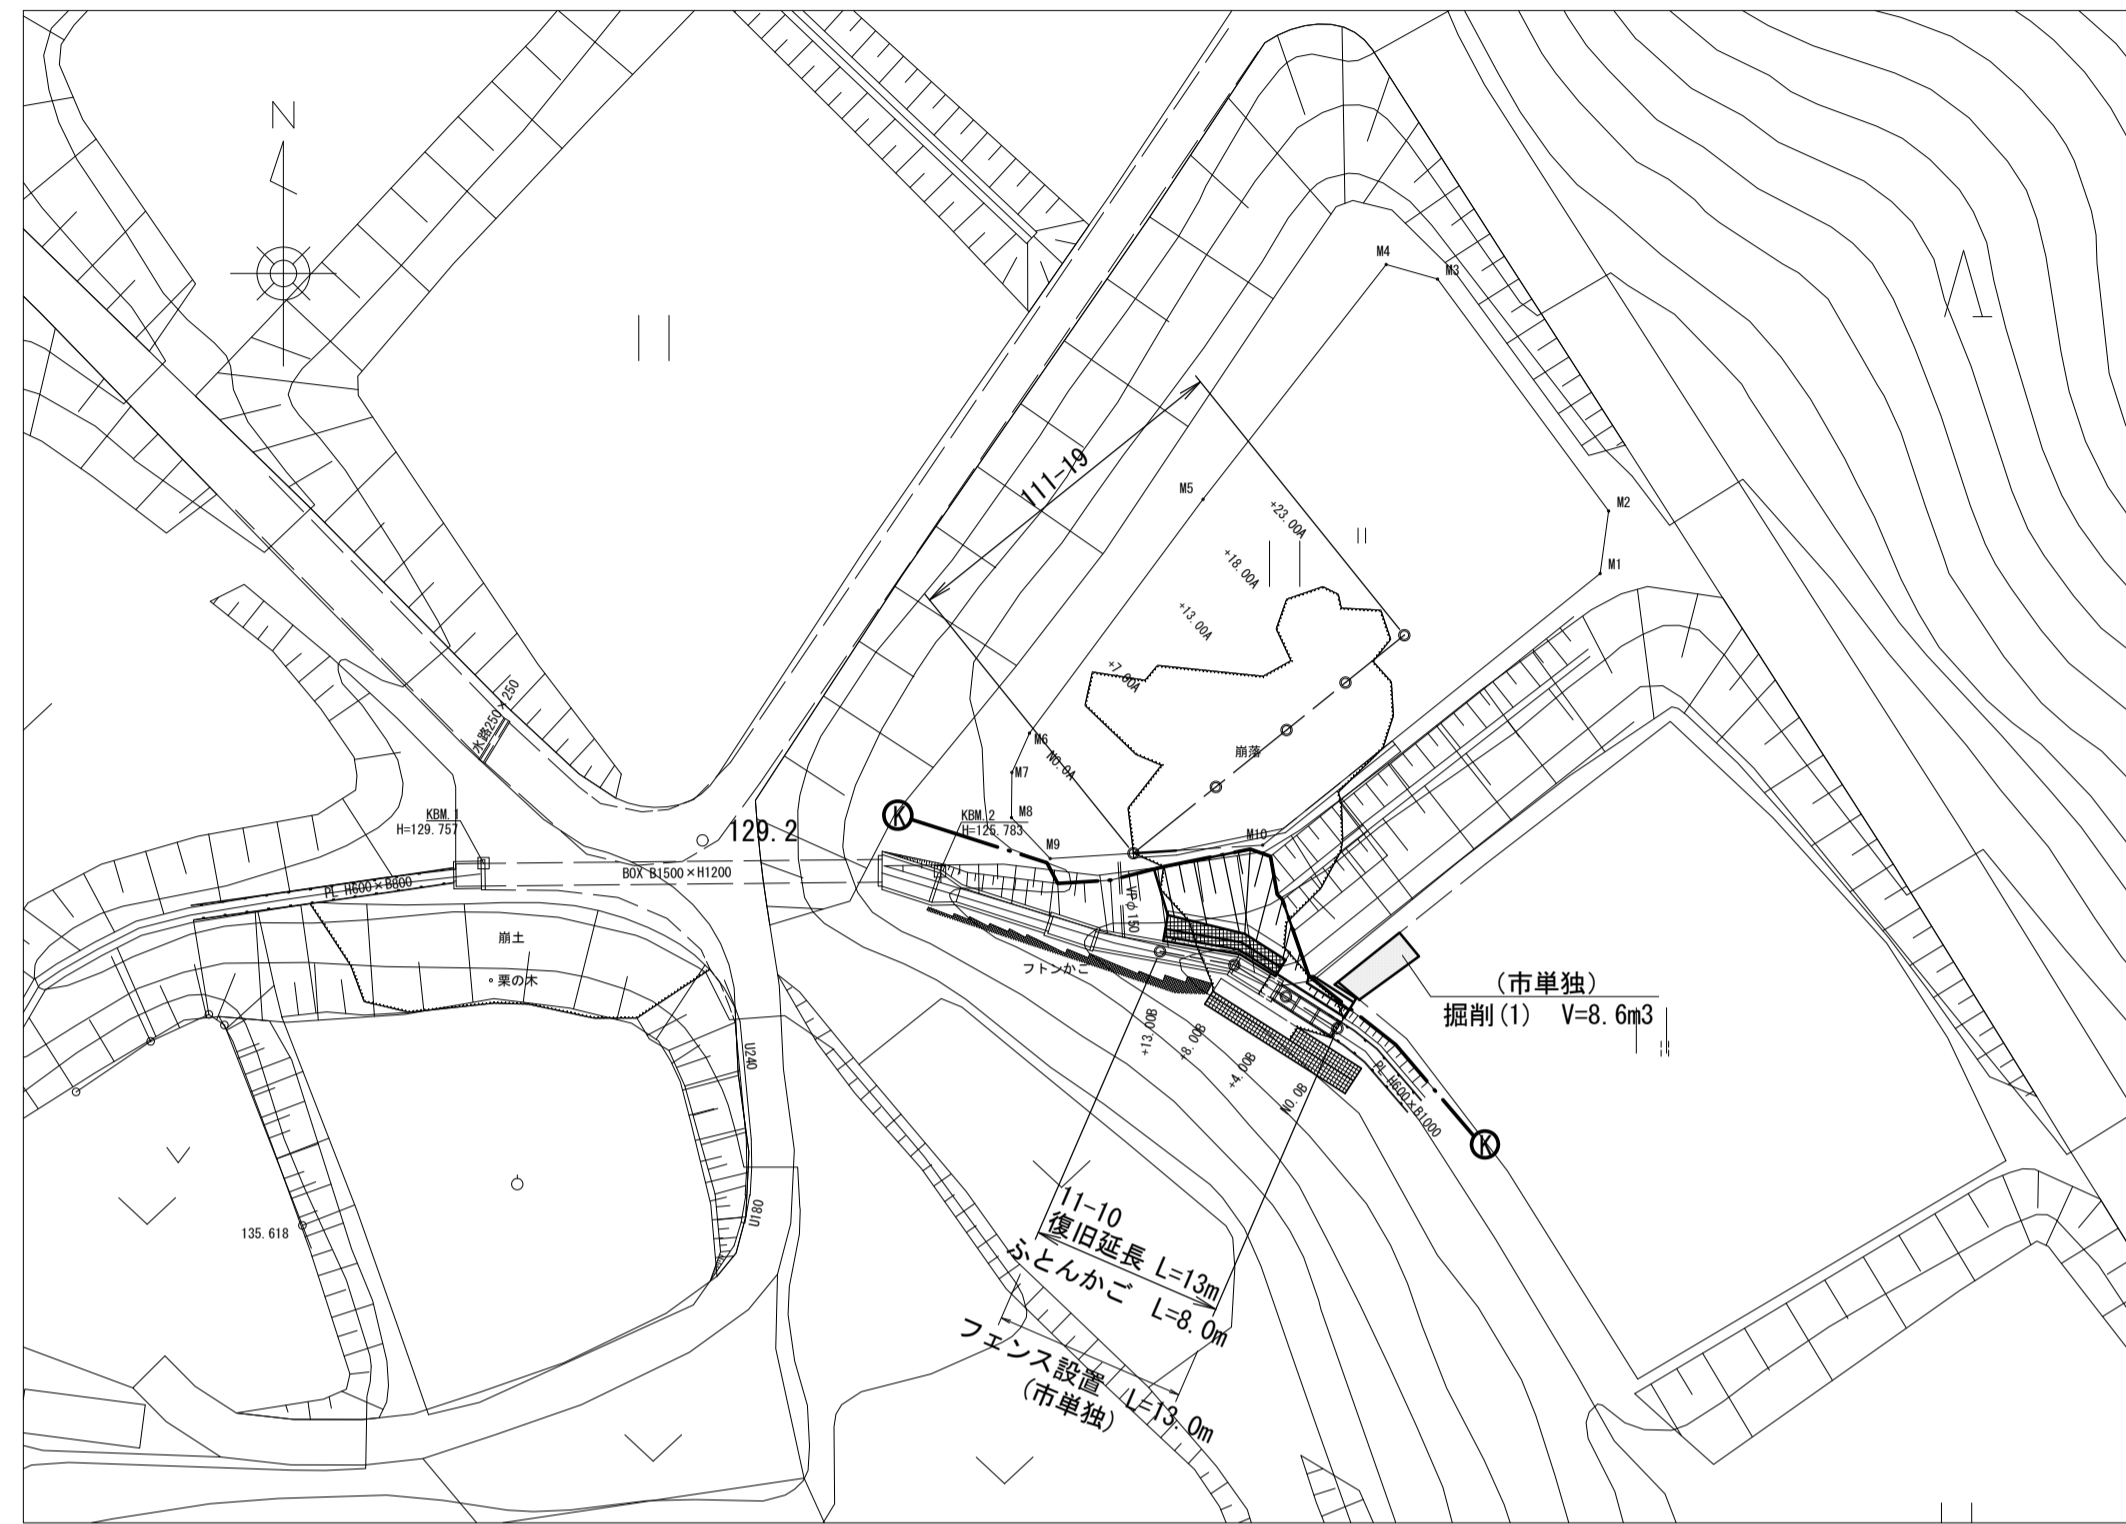 N
M4
M3
111-19
M5
+23.00A
M2
+18.00A
M1
+13.00A
+7.00A
水路250×250
M6
NO.0A
崩落
M7
KBM.1
H=129.757
129.2
K
KBM.2
H=125.783
M8
M9
M10
PL H600×B800
BOX B1500×H1200
VPφ150
崩土
栗の木
フトンかご
(市単独)
掘削(1) V=8.6m3
U240
+13.00B
+8.00B
+4.00B
NO.0B
PL H600×B1000
K
U180
135.618
11-10
復旧延長 L=13m
ふとんかご L=8.0m
フェンス設置 L=13.0m
(市単独)